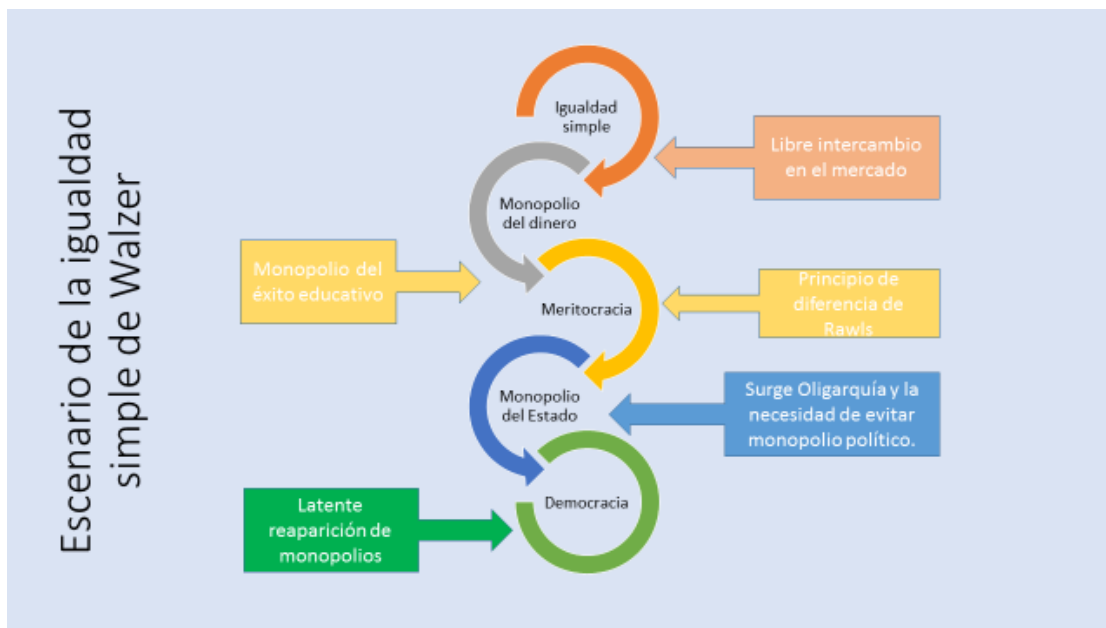 Escenario de la igualdad
simple de Walzer
Igualdad
simple
Libre intercambio
en el mercado
Monopolio
del dinero
Monopolio del
éxito educativo
Meritocracia
Principio de
diferencia de
Rawls
Monopolio
del Estado
Surge Oligarquía y la
necesidad de evitar
monopolio político.
Democracia
Latente
reaparición de
monopolios